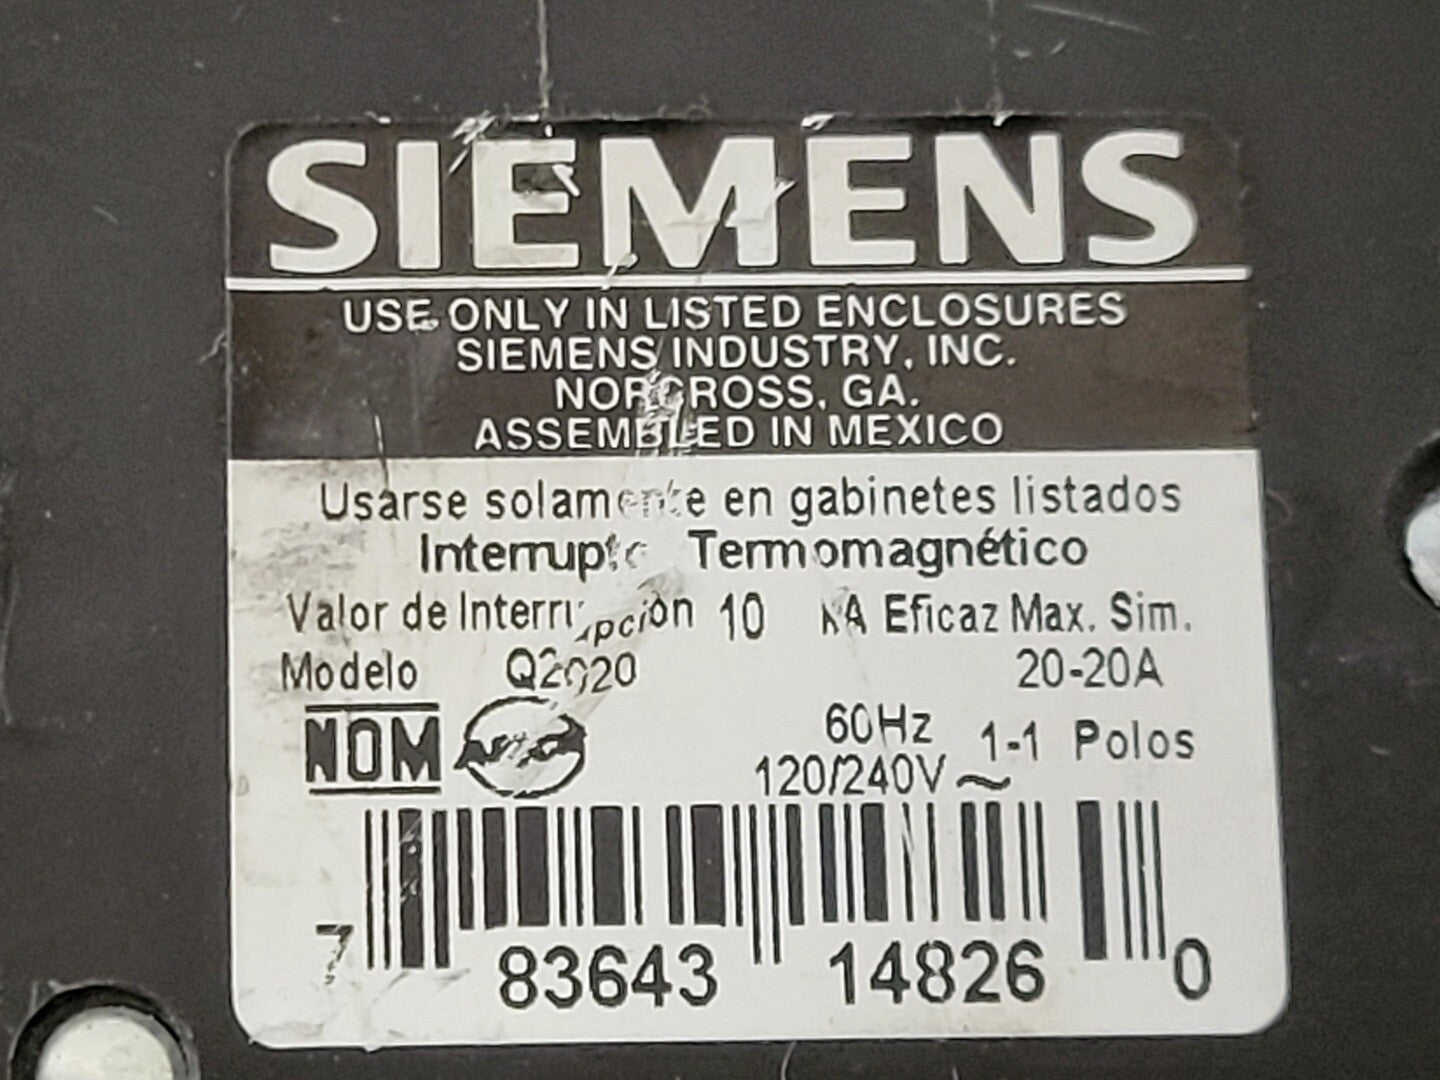 SIEMENS
USE ONLY IN LISTED ENCLOSURES
SIEMENS INDUSTRY, INC.
NORCROSS, GA.
ASSEMBLED IN MEXICO
Usarse solamente en gabinetes listados
Interrupto Termomagnético
Valor de Interrupción 10 kA Eficaz Max. Sim.
Modelo Q2020 20-20A
NOM 60Hz 1-1 Polos
120/240V ~
7 83643 14826 0